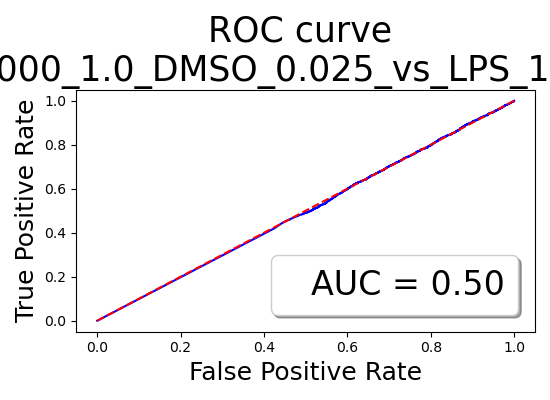 ROC curve
000_1.0_DMSO_0.025_vs_LPS_1
True Positive Rate
1.0
0.8
0.6
0.4
0.2
0.0
AUC = 0.50
0.0 0.2 0.4 0.6 0.8 1.0
False Positive Rate